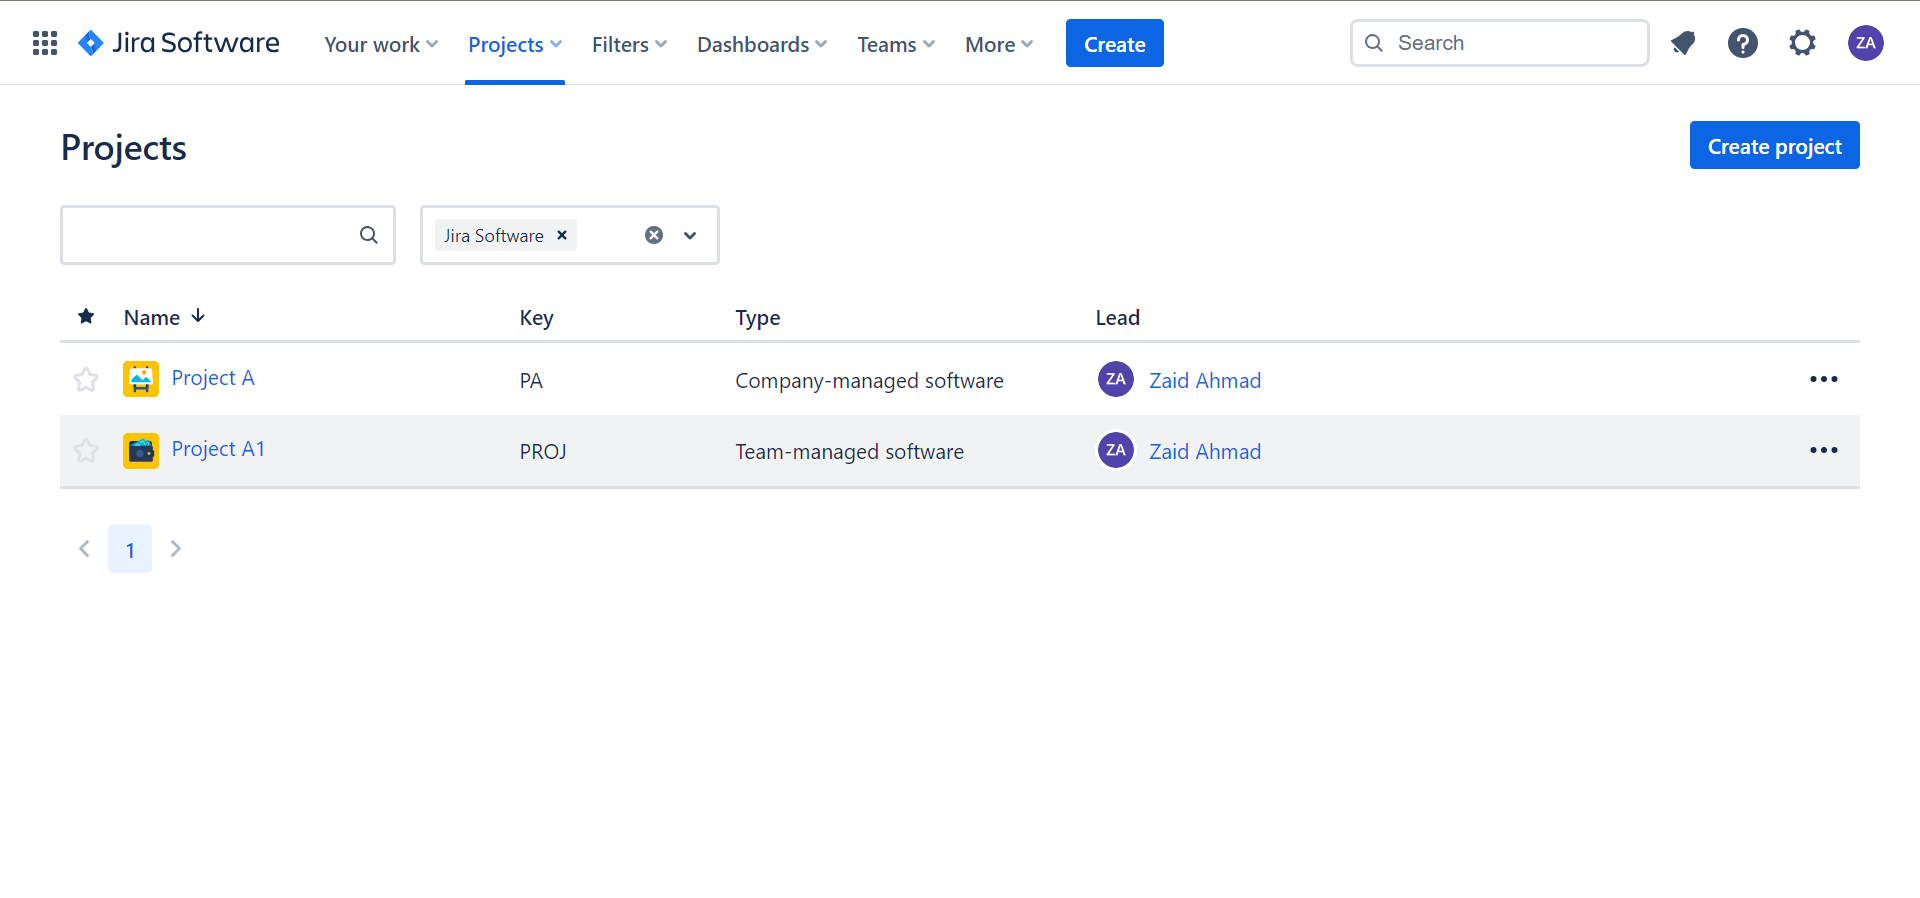 Jira Software Your work Projects Filters Dashboards Teams More Create Search ZA
Projects Create project
Jira Software
Name Key Type Lead
Project A PA Company-managed software ZA Zaid Ahmad
Project A1 PROJ Team-managed software ZA Zaid Ahmad
1